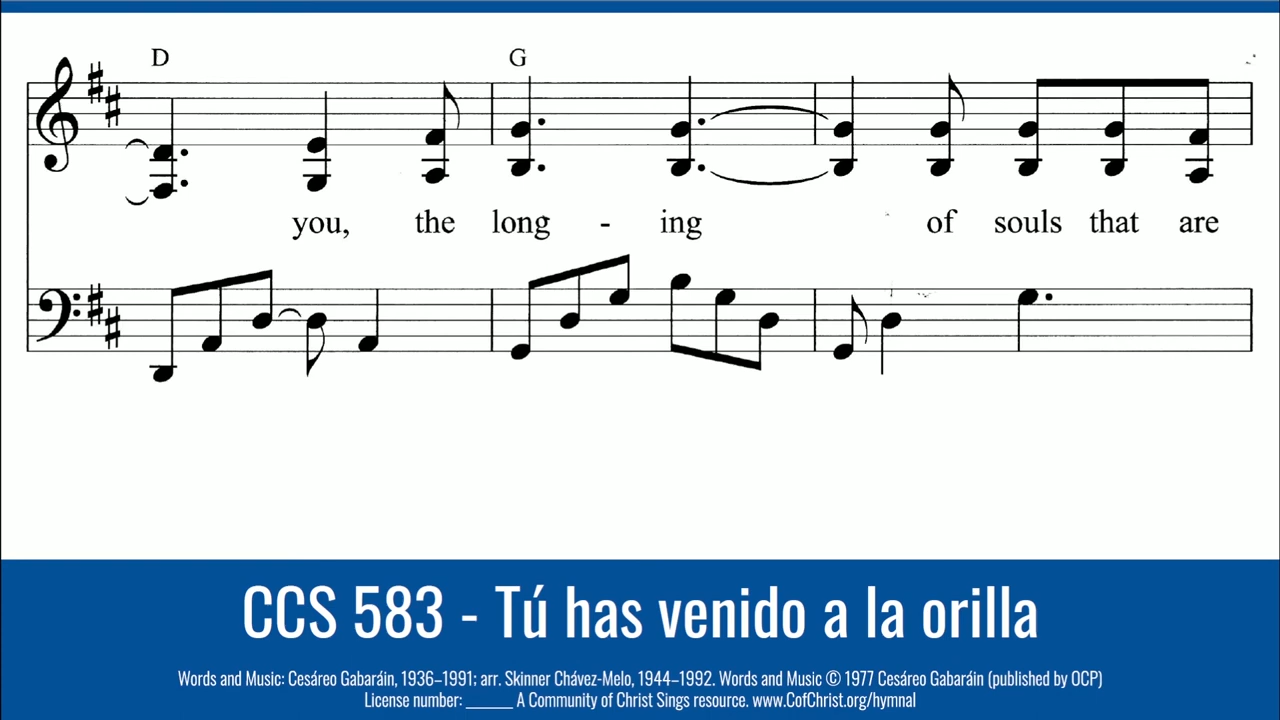 D G
you, the long - ing of souls that are
CCS 583 - Tú has venido a la orilla
Words and Music: Cesáreo Gabaráin, 1936–1991; arr. Skinner Chávez-Melo, 1944–1992. Words and Music © 1977 Cesáreo Gabaráin (published by OCP)
License number: ______ A Community of Christ Sings resource. www.CofChrist.org/hymnal